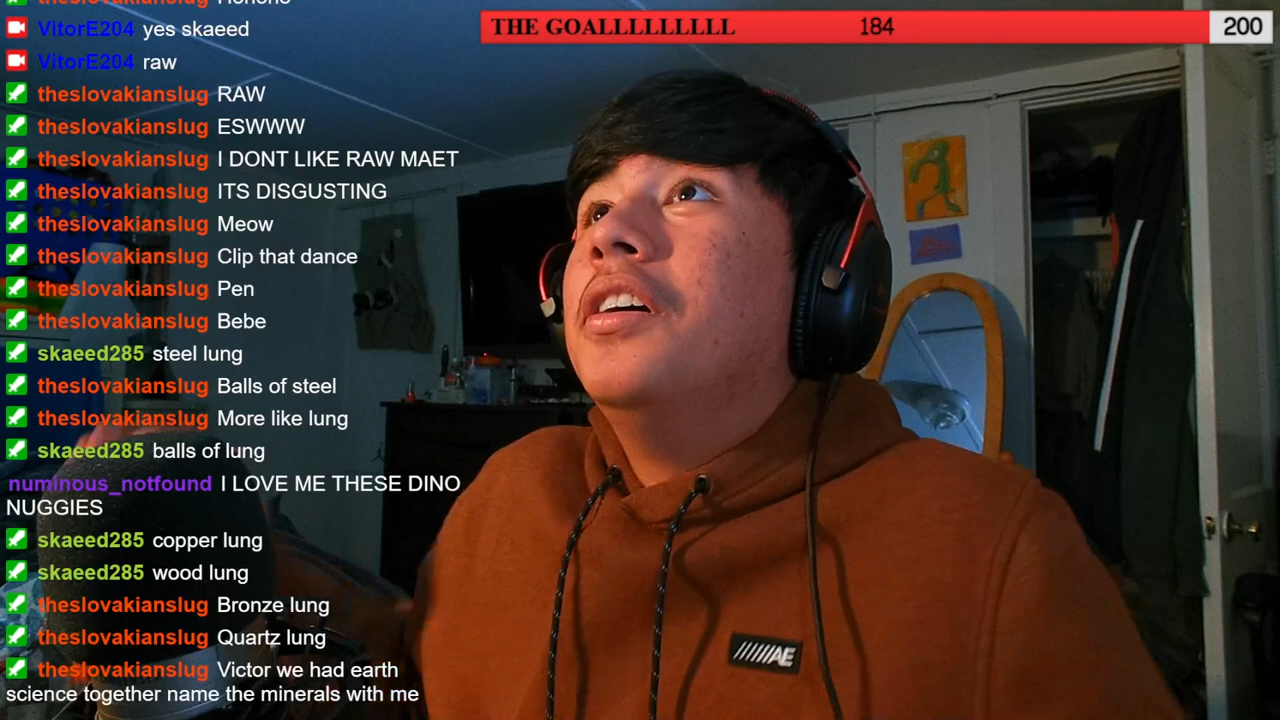 THE GOALLLLLLLLL 184 200
VitorE204 yes skaeed
VitorE204 raw
theslovakianslug RAW
theslovakianslug ESWWW
theslovakianslug I DONT LIKE RAW MAET
theslovakianslug ITS DISGUSTING
theslovakianslug Meow
theslovakianslug Clip that dance
theslovakianslug Pen
theslovakianslug Bebe
skaeed285 steel lung
theslovakianslug Balls of steel
theslovakianslug More like lung
skaeed285 balls of lung
numinous_notfound I LOVE ME THESE DINO
NUGGIES
skaeed285 copper lung
skaeed285 wood lung
theslovakianslug Bronze lung
theslovakianslug Quartz lung
theslovakianslug Victor we had earth
science together name the minerals with me
AE